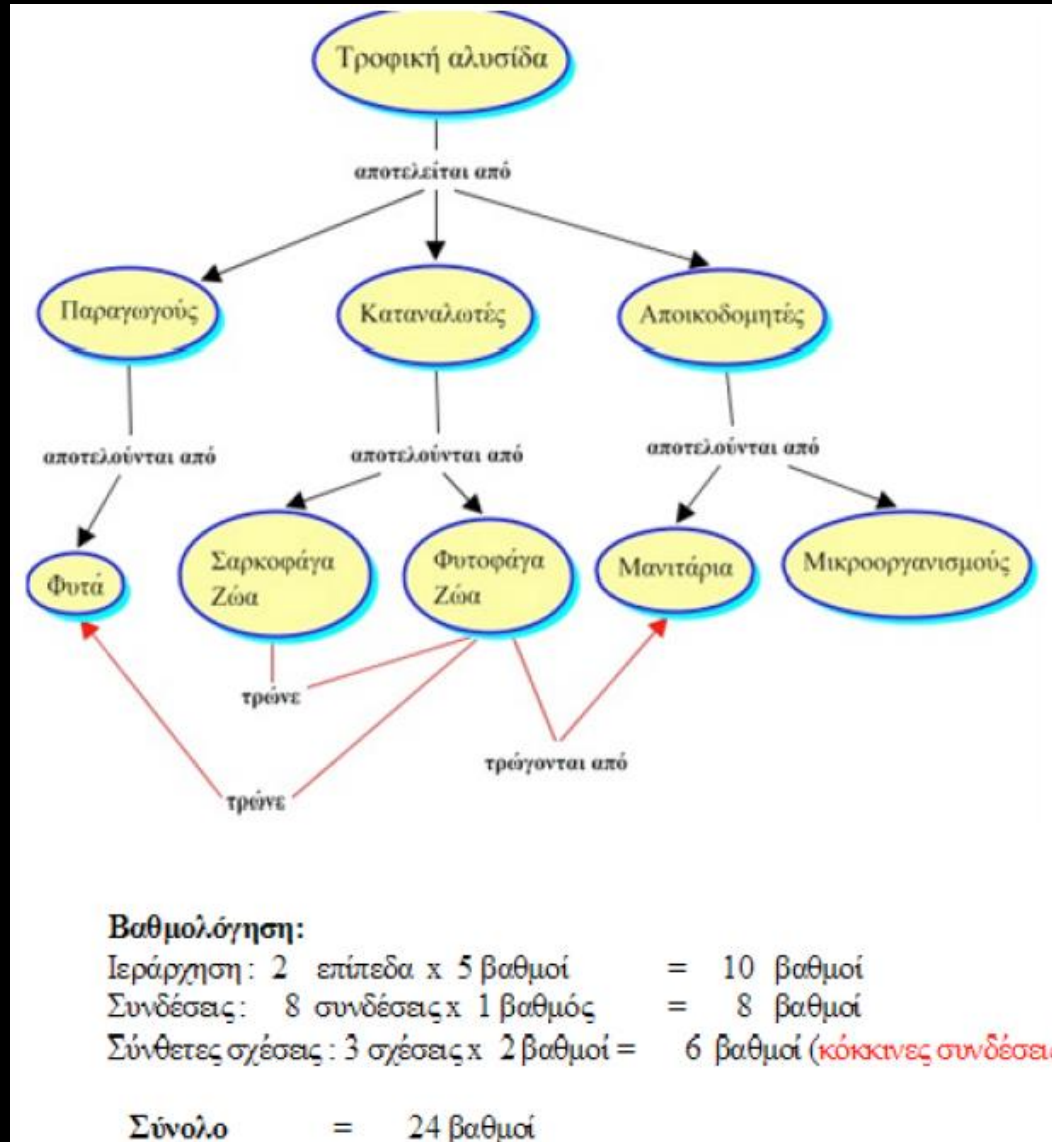 Τροφική αλυσίδα
αποτελείται από
Παραγωγούς
Καταναλωτές
Αποικοδομητές
αποτελούνται από
αποτελούνται από
αποτελούνται από
Φυτά
Σαρκοφάγα
Ζώα
Φυτοφάγα
Ζώα
Μανιτάρια
Μικροοργανισμούς
τρώνε
τρώγονται από
τρώνε
Βαθμολόγηση:
Ιεράρχηση : 2 επίπεδα x 5 βαθμοί = 10 βαθμοί
Συνδέσεις : 8 συνδέσεις x 1 βαθμός = 8 βαθμοί
Σύνθετες σχέσεις : 3 σχέσεις x 2 βαθμοί = 6 βαθμοί (κόκκινες συνδέσεις
Σύνολο = 24 βαθμοί